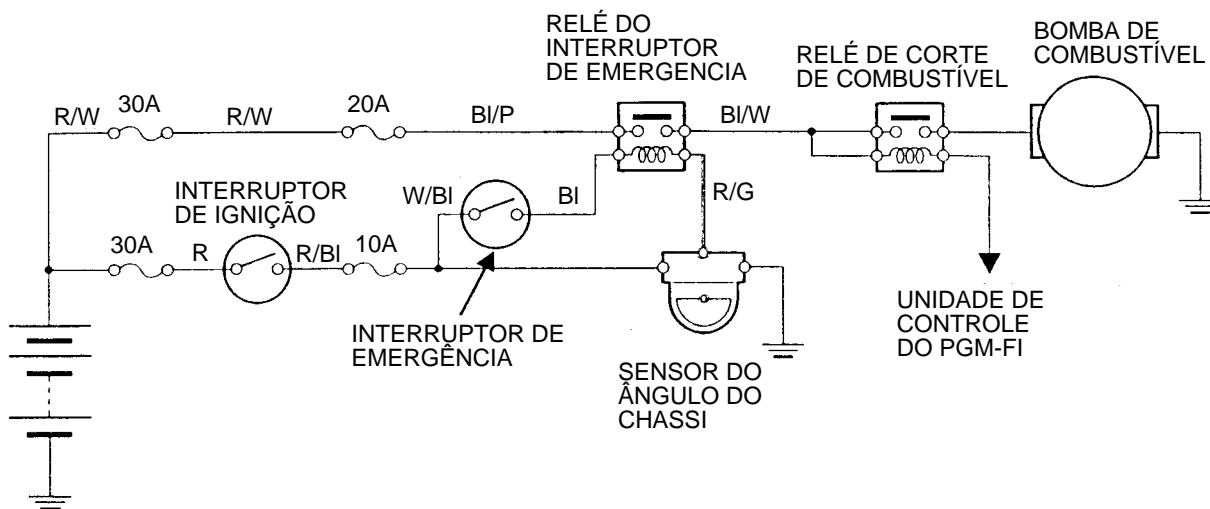 RELÉ DO
INTERRUPTOR
DE EMERGENCIA
RELÉ DE CORTE
DE COMBUSTÍVEL
BOMBA DE
COMBUSTÍVEL
R/W
30A
R/W
20A
Bl/P
Bl/W
INTERRUPTOR
DE IGNIÇÃO
W/Bl
Bl
R/G
30A
R
R/Bl
10A
INTERRUPTOR DE
EMERGÊNCIA
SENSOR DO
ÂNGULO DO
CHASSI
UNIDADE DE
CONTROLE
DO PGM-FI